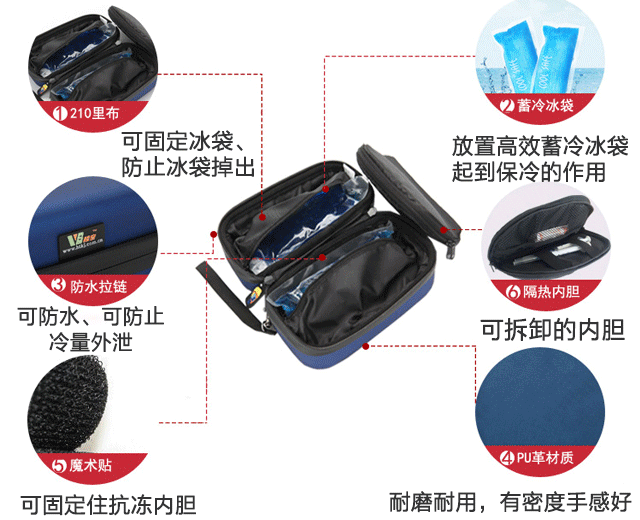 1 210里布
可固定冰袋、
防止冰袋掉出
2 蓄冷冰袋
放置高效蓄冷冰袋
起到保冷的作用
3 防水拉链
可防水、可防止
冷量外泄
6 隔热内胆
可拆卸的内胆
5 魔术贴
可固定住抗冻内胆
4 PU革材质
耐磨耐用，有密度手感好